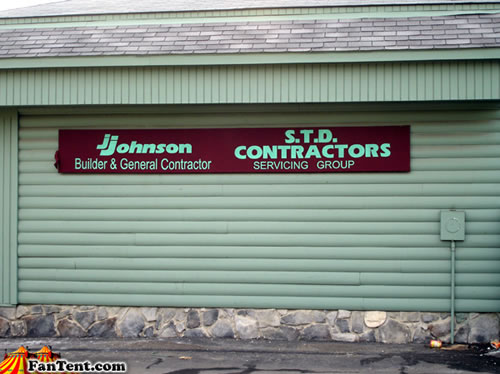 jjohnson
Builder & General Contractor
S.T.D.
CONTRACTORS
SERVICING GROUP
FanTent.com